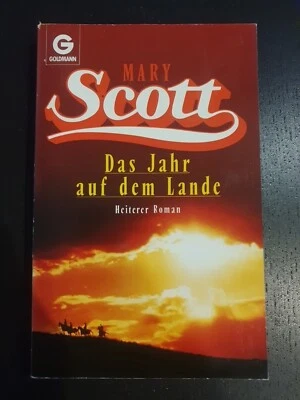 G
GOLDMANN
MARY
Scott
Das Jahr
auf dem Lande
Heiterer Roman